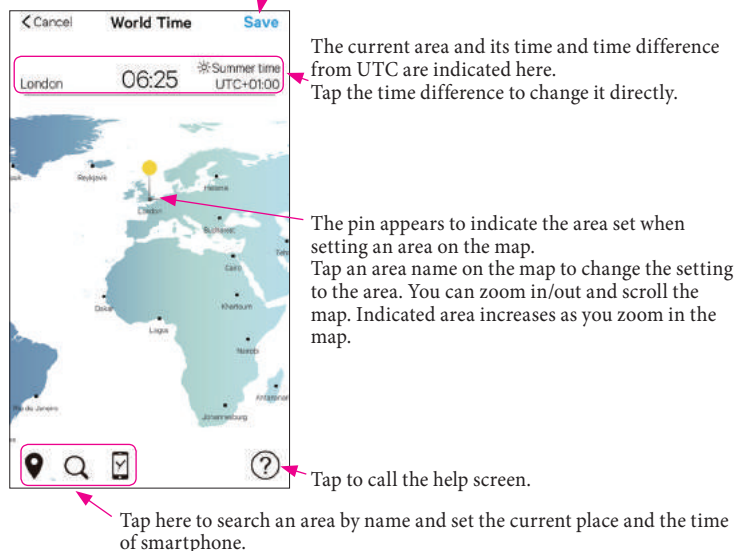 Cancel World Time Save
London 06:25 Summer time
UTC+01:00
The current area and its time and time difference
from UTC are indicated here.
Tap the time difference to change it directly.
Reykjavik
Helsinki
London
Bucharest
Cairo
Dakar
Khartoum
Lagos
Nairobi
Rio de Janeiro
Johannesburg
The pin appears to indicate the area set when
setting an area on the map.
Tap an area name on the map to change the setting
to the area. You can zoom in/out and scroll the
map. Indicated area increases as you zoom in the
map.
?
Tap to call the help screen.
Tap here to search an area by name and set the current place and the time
of smartphone.